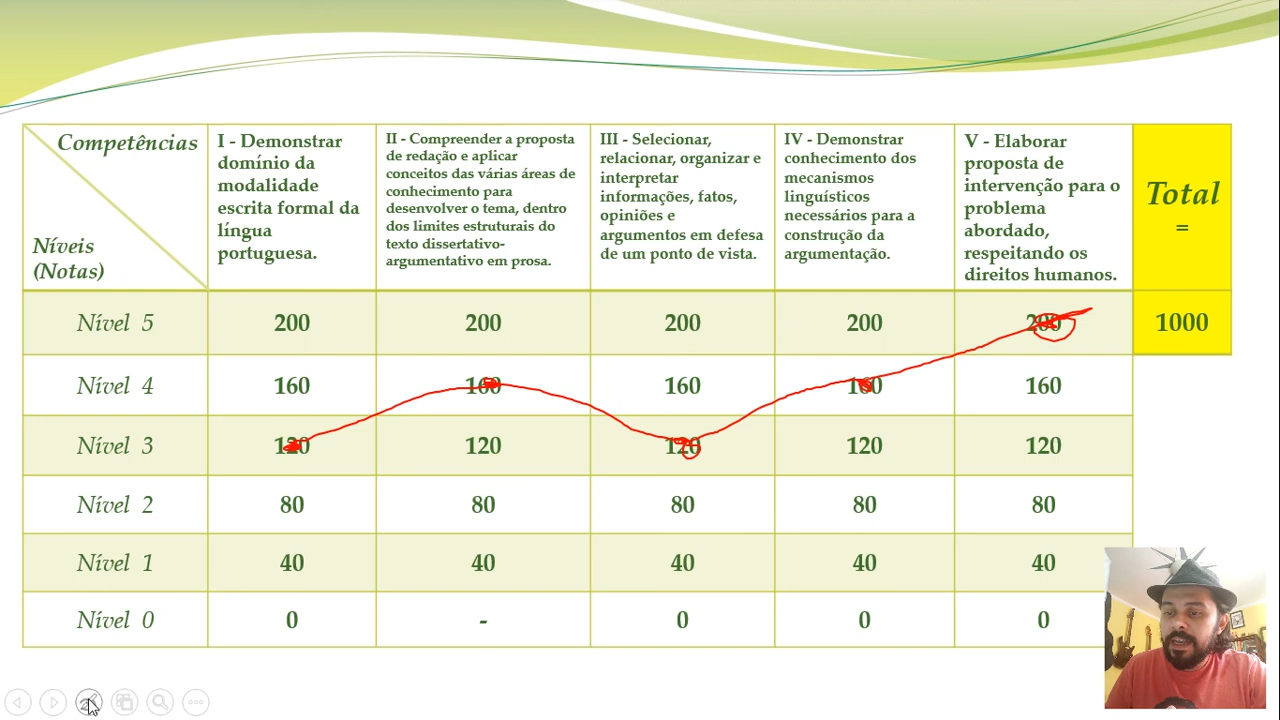 Competências
Níveis
(Notas)
I - Demonstrar
domínio da
modalidade
escrita formal da
língua
portuguesa.
II - Compreender a proposta
de redação e aplicar
conceitos das várias áreas de
conhecimento para
desenvolver o tema, dentro
dos limites estruturais do
texto dissertativo-
argumentativo em prosa.
III - Selecionar,
relacionar, organizar e
interpretar
informações, fatos,
opiniões e
argumentos em defesa
de um ponto de vista.
IV - Demonstrar
conhecimento dos
mecanismos
linguísticos
necessários para a
construção da
argumentação.
V - Elaborar
proposta de
intervenção para o
problema
abordado,
respeitando os
direitos humanos.
Total
=
Nível 5 200 200 200 200 200 1000
Nível 4 160 160 160 160 160
Nível 3 120 120 120 120 120
Nível 2 80 80 80 80 80
Nível 1 40 40 40 40 40
Nível 0 0 - 0 0 0